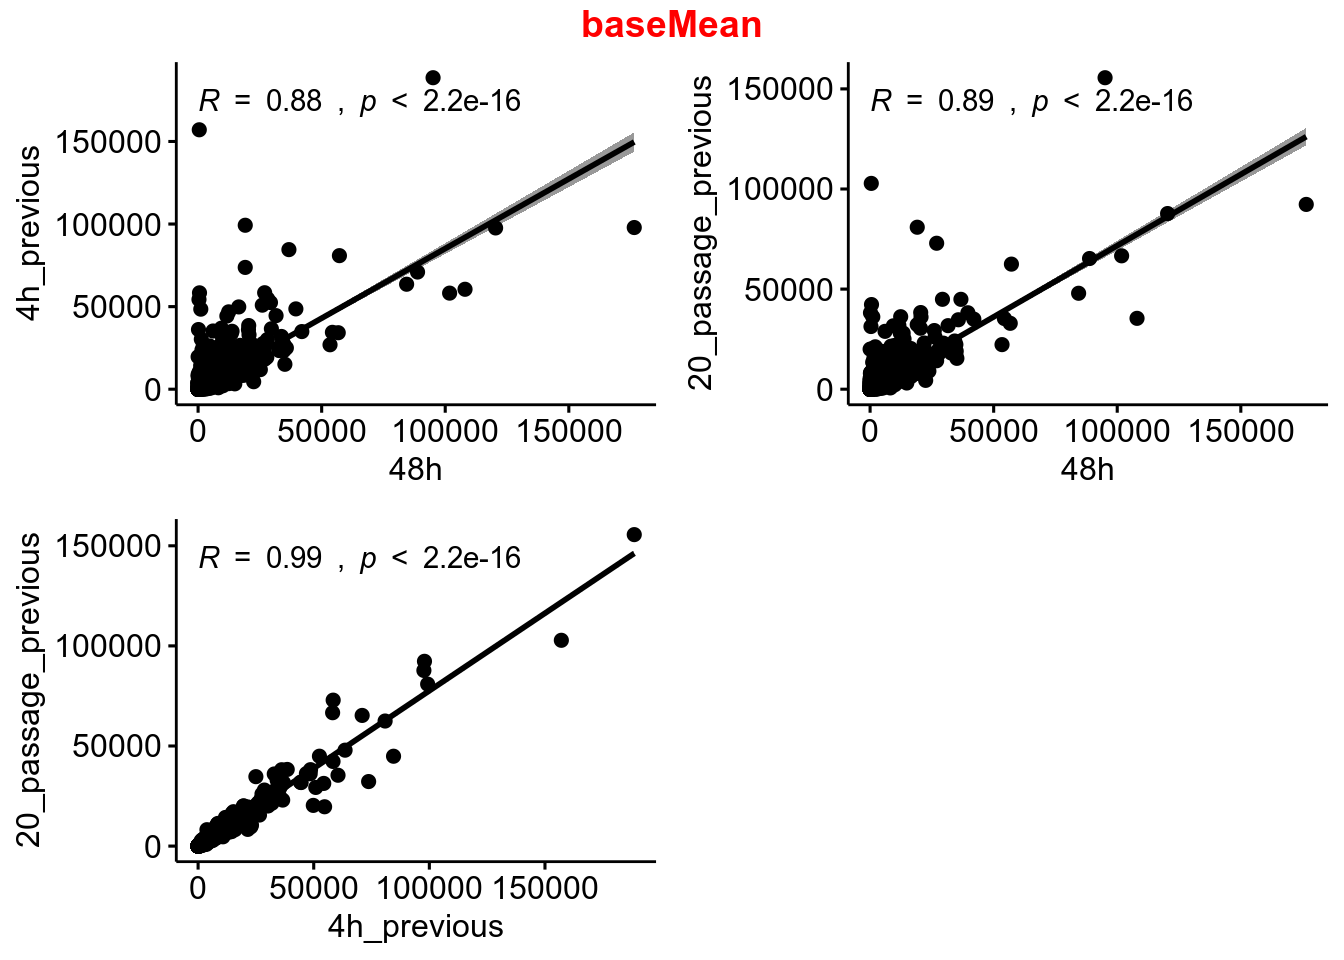 baseMean
R = 0.88 , p < 2.2e-16
4h_previous
150000
100000
50000
0
0 50000 100000 150000
48h
R = 0.89 , p < 2.2e-16
20_passage_previous
150000
100000
50000
0
0 50000 100000 150000
48h
R = 0.99 , p < 2.2e-16
20_passage_previous
150000
100000
50000
0
0 50000 100000 150000
4h_previous